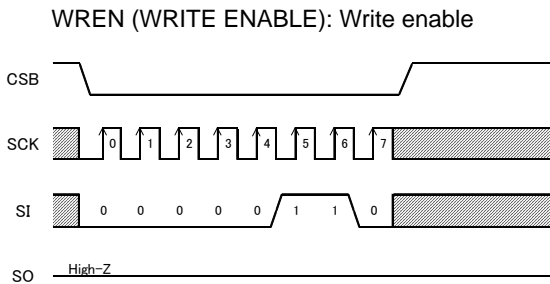 WREN (WRITE ENABLE): Write enable
CSB
SCK 0 1 2 3 4 5 6 7
SI 0 0 0 0 0 1 1 0
SO High-Z